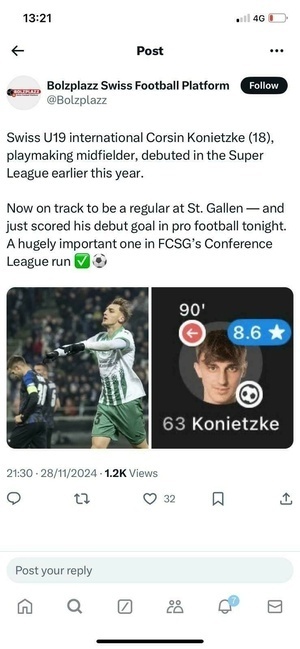 13:21
4G
Post
BOLZPLAZZ
Bolzplazz Swiss Football Platform
Follow
@Bolzplazz
Swiss U19 international Corsin Konietzke (18),
playmaking midfielder, debuted in the Super
League earlier this year.
Now on track to be a regular at St. Gallen — and
just scored his debut goal in pro football tonight.
A hugely important one in FCSG's Conference
League run ✅⚽
90'
8.6 ★
63 Konietzke
21:30 · 28/11/2024 · 1.2K Views
32
Post your reply
7